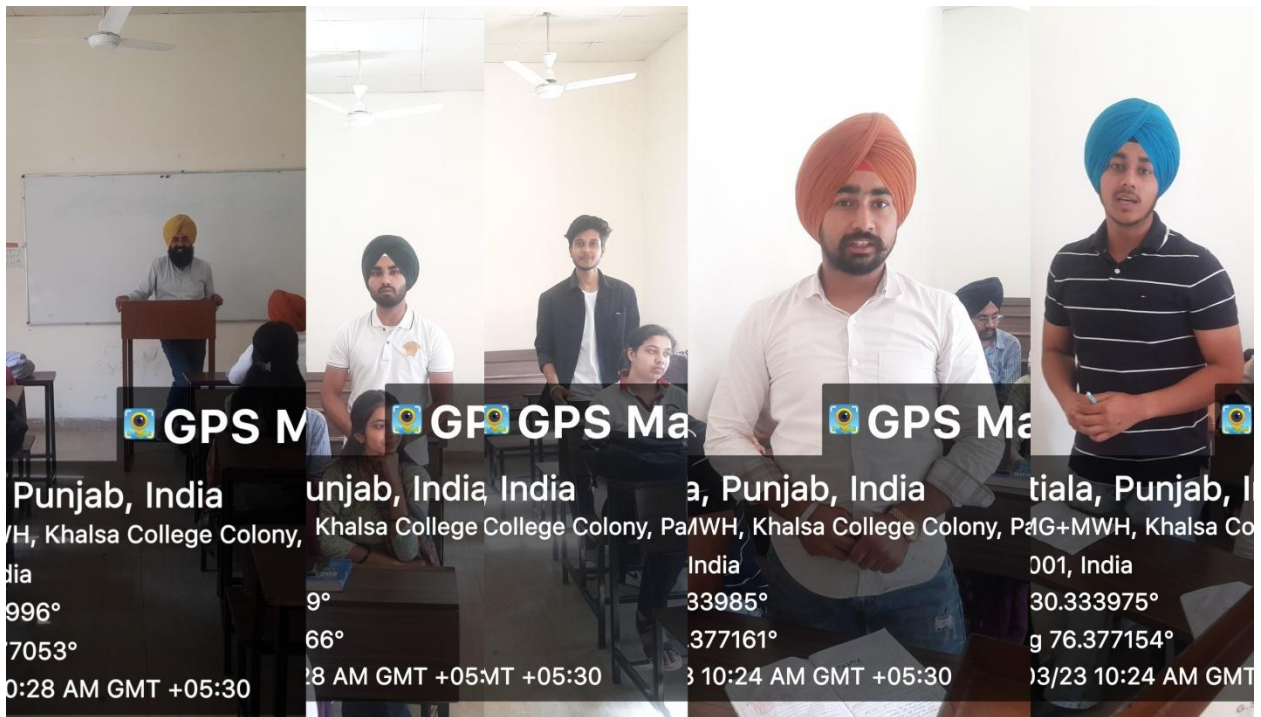 GPS M
Punjab, India
/H, Khalsa College Colony,
dia
996°
77053°
0:28 AM GMT +05:30
GP
unjab, India
Khalsa College
9°
66°
28 AM GMT +05:
GPS Ma
India
College Colony, Pa
MT +05:30
GPS Ma
a, Punjab, India
MWH, Khalsa College Colony, Pa
India
33985°
.377161°
3 10:24 AM GMT +05:30
tiala, Punjab, I
IG+MWH, Khalsa Co
001, India
30.333975°
g 76.377154°
03/23 10:24 AM GMT